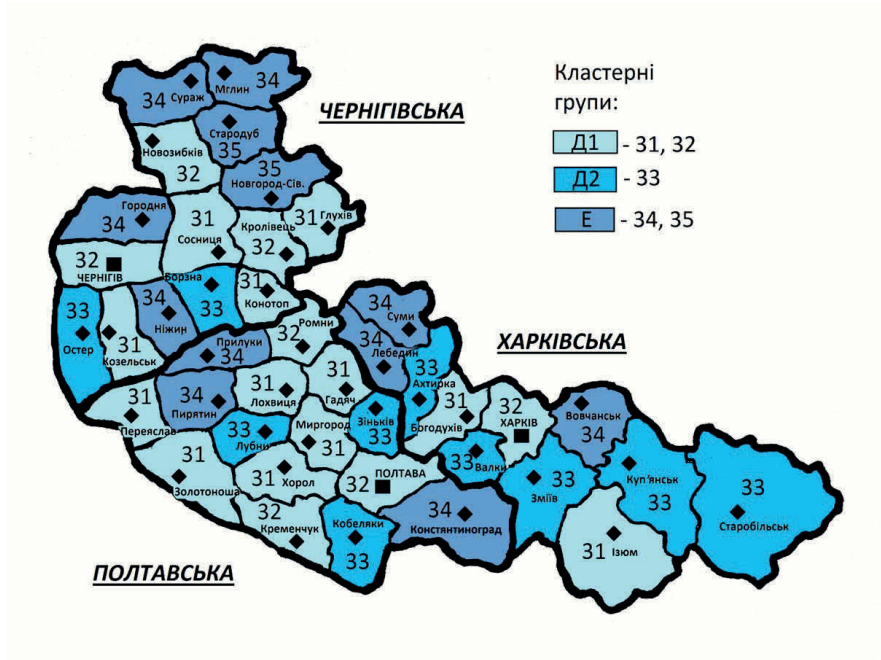 Кластерні
групи:
Д1 - 31, 32
Д2 - 33
Е - 34, 35
ЧЕРНІГІВСЬКА
ХАРКІВСЬКА
ПОЛТАВСЬКА
34
Сураж
Мглин
34
Стародуб
35
Новозибків
32
35
Новгород-Сів.
Городня
34
31
Сосниця
Кролівець
32
31
Глухів
32
ЧЕРНІГІВ
Борзна
33
31
Конотоп
33
Остер
31
Козельськ
34
Ніжин
Прилуки
34
Ромни
32
34
Суми
34
Лебедин
33
Ахтирка
31
Переяслав
34
Пирятин
31
Лохвиця
31
Гадяч
33
Лубни
Миргород
31
Зіньків
33
31
Богодухів
32
ХАРКІВ
Вовчанськ
34
31
Золотоноша
31
Хорол
ПОЛТАВА
32
33
Валки
33
Зміїв
Куп'янськ
33
33
Старобільськ
32
Кременчук
Кобеляки
33
34
Констянтиноград
31
Ізюм